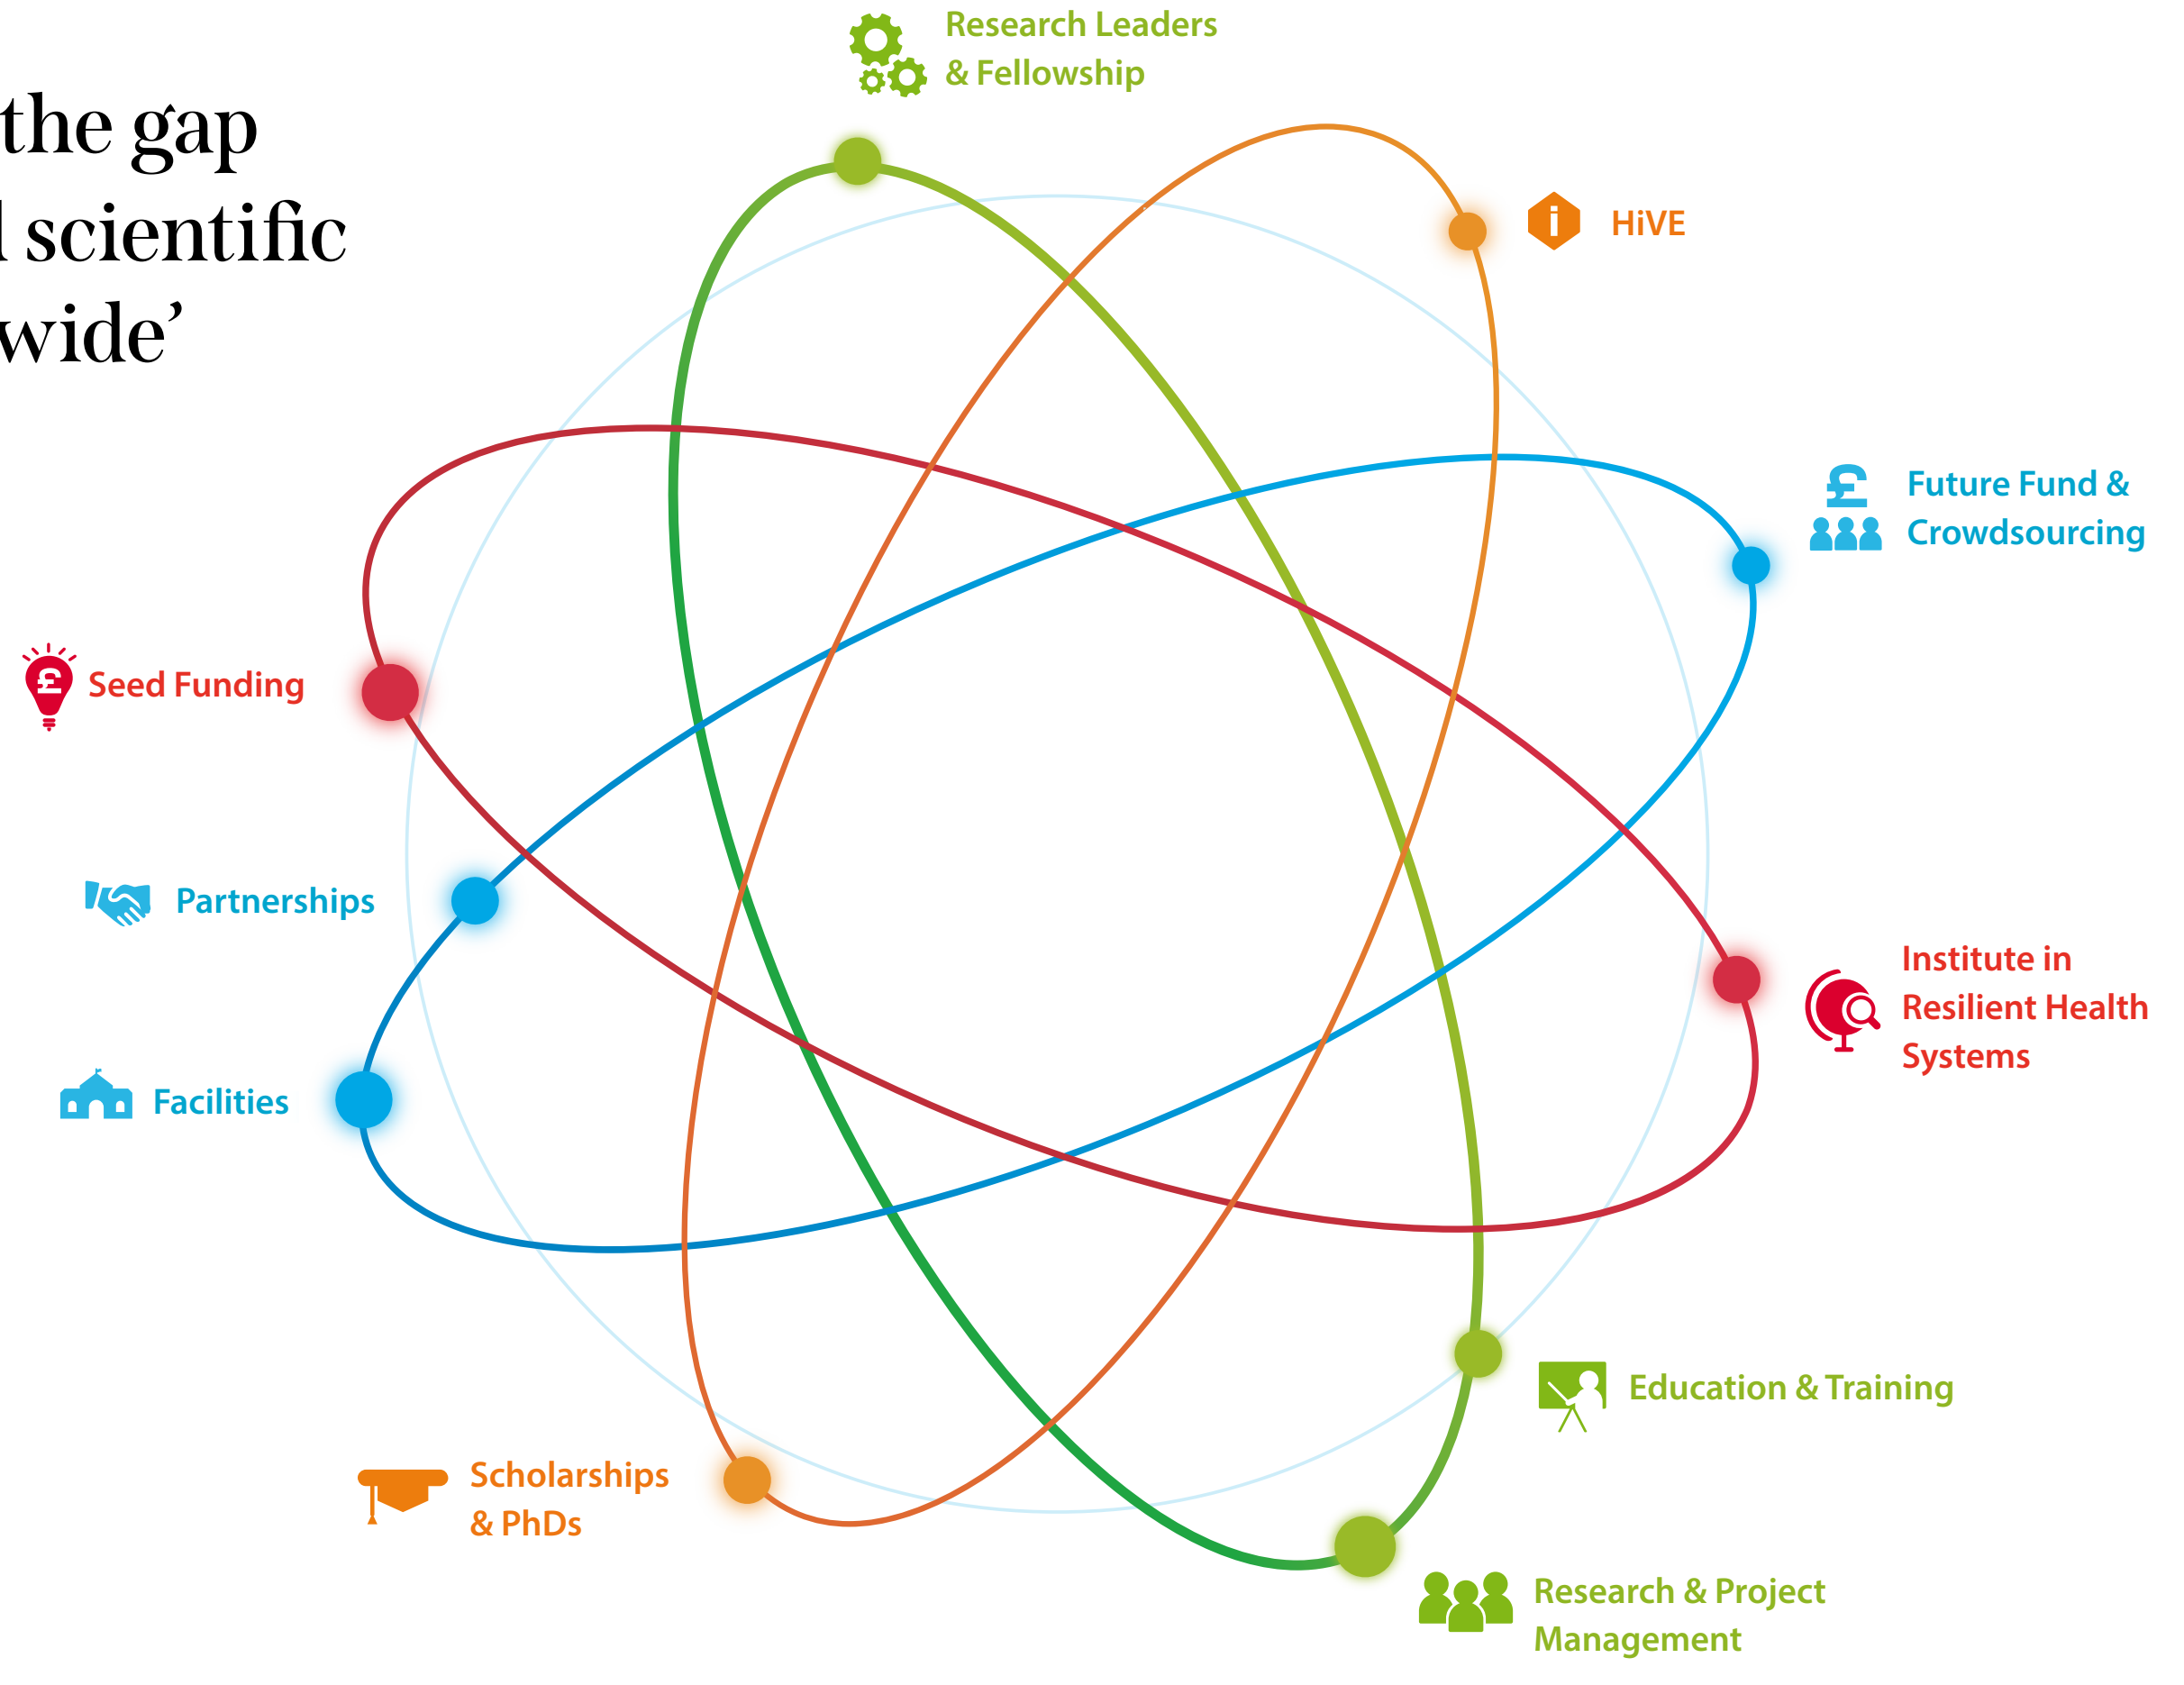 the gap
scientific
wide’
Research Leaders
& Fellowship
HiVE
Future Fund &
Crowdsourcing
Seed Funding
Partnerships
Institute in
Resilient Health
Systems
Facilities
Education & Training
Scholarships
& PhDs
Research & Project
Management